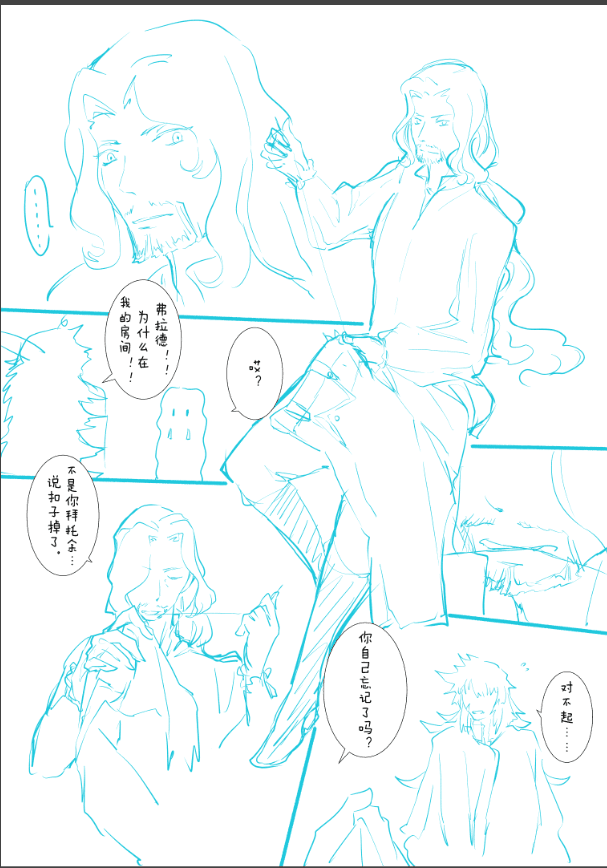 ……
弗拉德！！
为什么在
我的房间！！
哎？
不是你拜托余…
说扣子掉了。
你自己忘记了吗？
对不起……